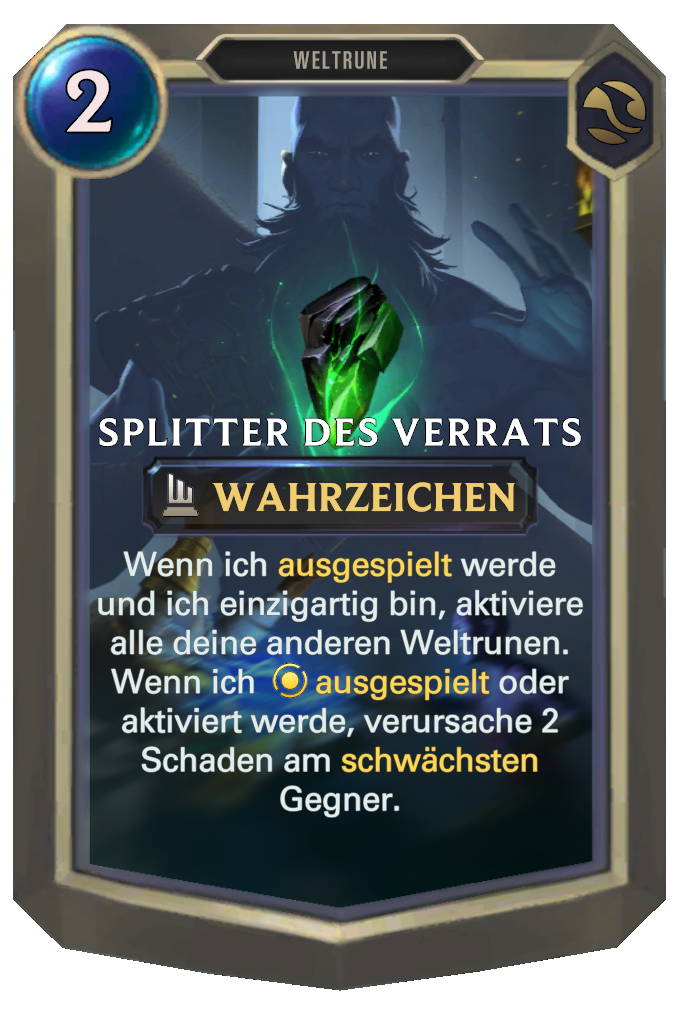 WELTRUNE
2
SPLITTER DES VERRATS
WAHRZEICHEN
Wenn ich ausgespielt werde
und ich einzigartig bin, aktiviere
alle deine anderen Weltrunen.
Wenn ich ausgespielt oder
aktiviert werde, verursache 2
Schaden am schwächsten
Gegner.